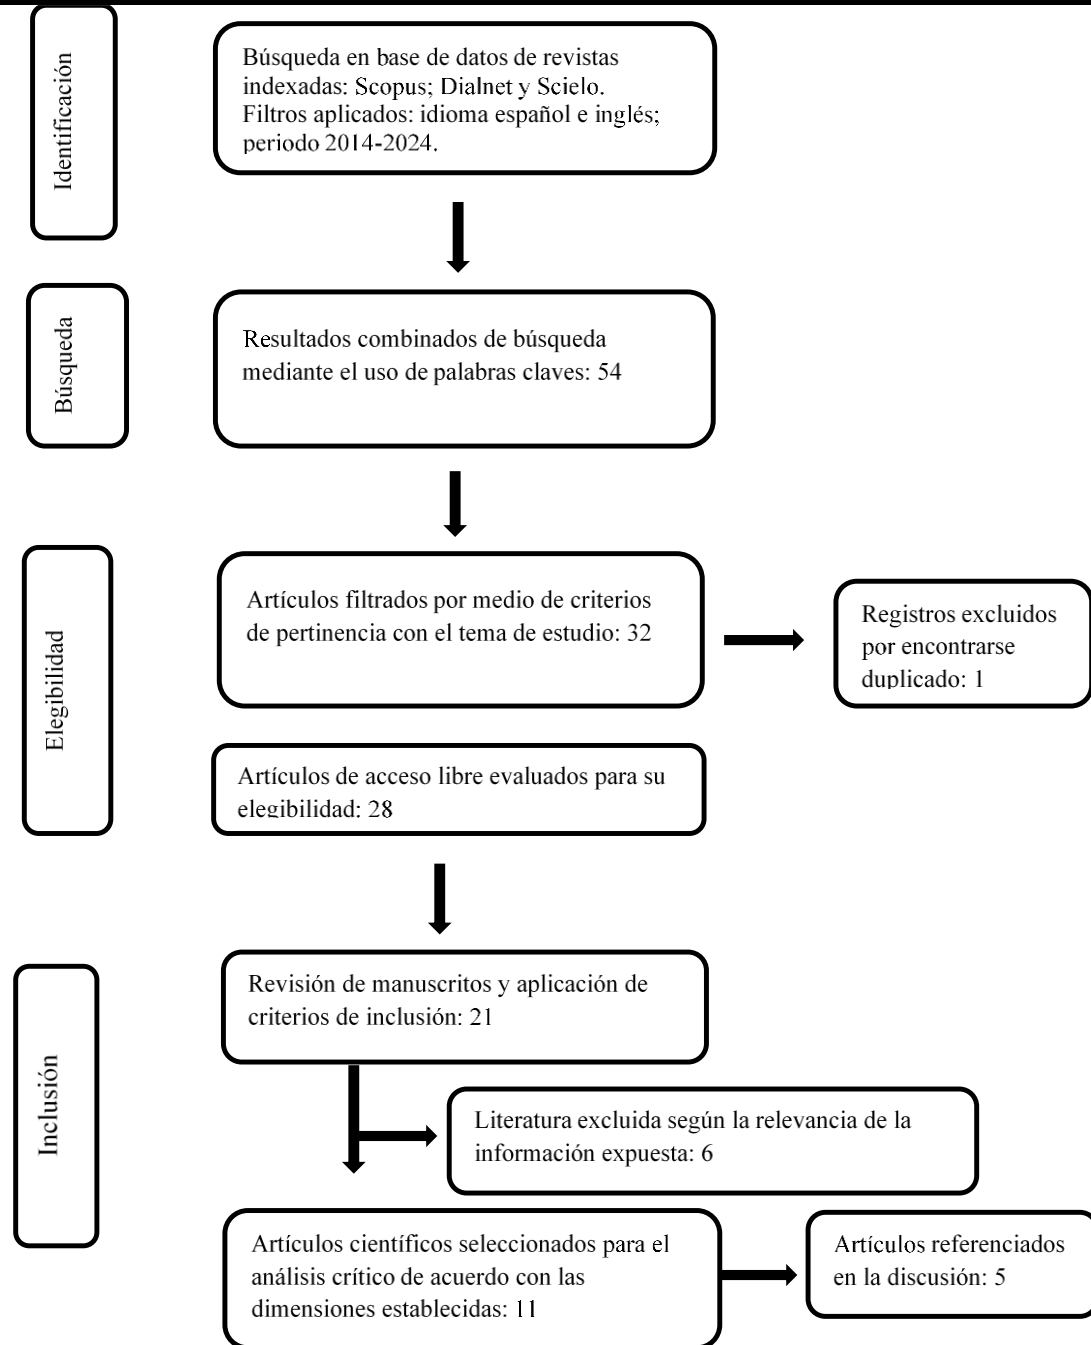 Identificación
Búsqueda en base de datos de revistas
indexadas: Scopus; Dialnet y Scielo.
Filtros aplicados: idioma español e inglés;
periodo 2014-2024.
Búsqueda
Resultados combinados de búsqueda
mediante el uso de palabras claves: 54
Elegibilidad
Artículos filtrados por medio de criterios
de pertinencia con el tema de estudio: 32
Registros excluidos
por encontrarse
duplicado: 1
Artículos de acceso libre evaluados para su
elegibilidad: 28
Inclusión
Revisión de manuscritos y aplicación de
criterios de inclusión: 21
Literatura excluida según la relevancia de la
información expuesta: 6
Artículos científicos seleccionados para el
análisis crítico de acuerdo con las
dimensiones establecidas: 11
Artículos referenciados
en la discusión: 5